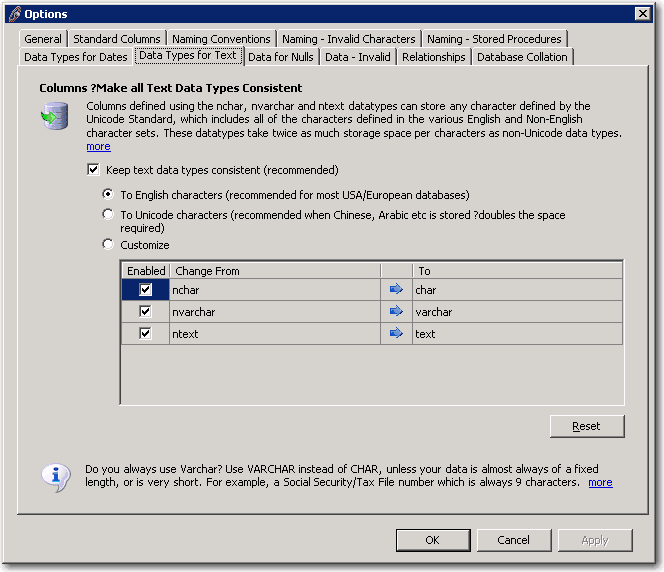 Options
General Standard Columns Naming Conventions Naming - Invalid Characters Naming - Stored Procedures
Data Types for Dates Data Types for Text Data for Nulls Data - Invalid Relationships Database Collation
Columns ?Make all Text Data Types Consistent
Columns defined using the nchar, nvarchar and ntext datatypes can store any character defined by the
Unicode Standard, which includes all of the characters defined in the various English and Non-English
character sets. These datatypes take twice as much storage space per characters as non-Unicode data types.
more
Keep text data types consistent (recommended)
To English characters (recommended for most USA/European databases)
To Unicode characters (recommended when Chinese, Arabic etc is stored ?doubles the space
required)
Customize
Enabled Change From To
nchar char
nvarchar varchar
ntext text
Reset
Do you always use Varchar? Use VARCHAR instead of CHAR, unless your data is almost always of a fixed
length, or is very short. For example, a Social Security/Tax File number which is always 9 characters. more
OK Cancel Apply